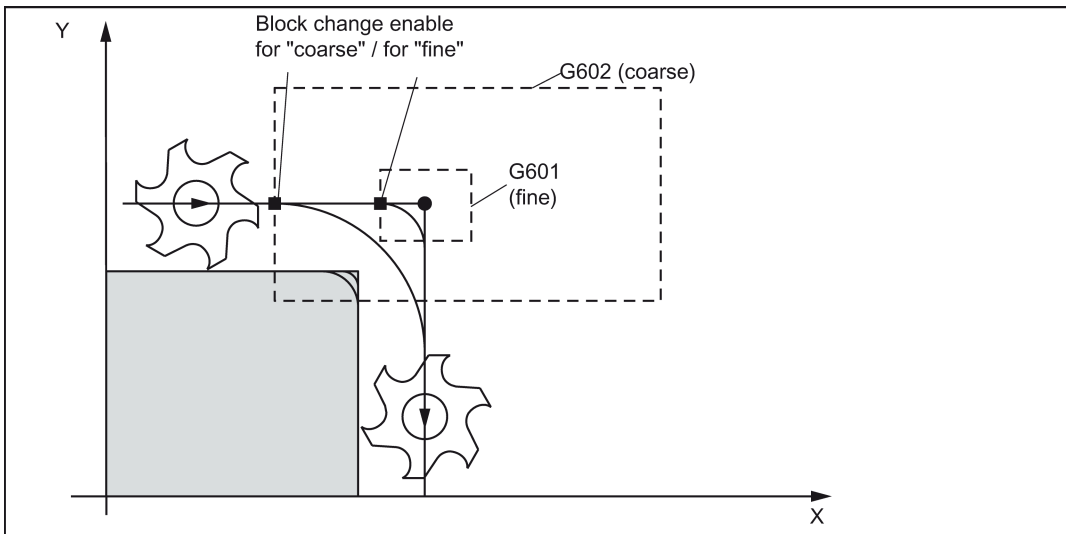 Block change enable
for "coarse" / for "fine"
Y
G602 (coarse)
G601
(fine)
X